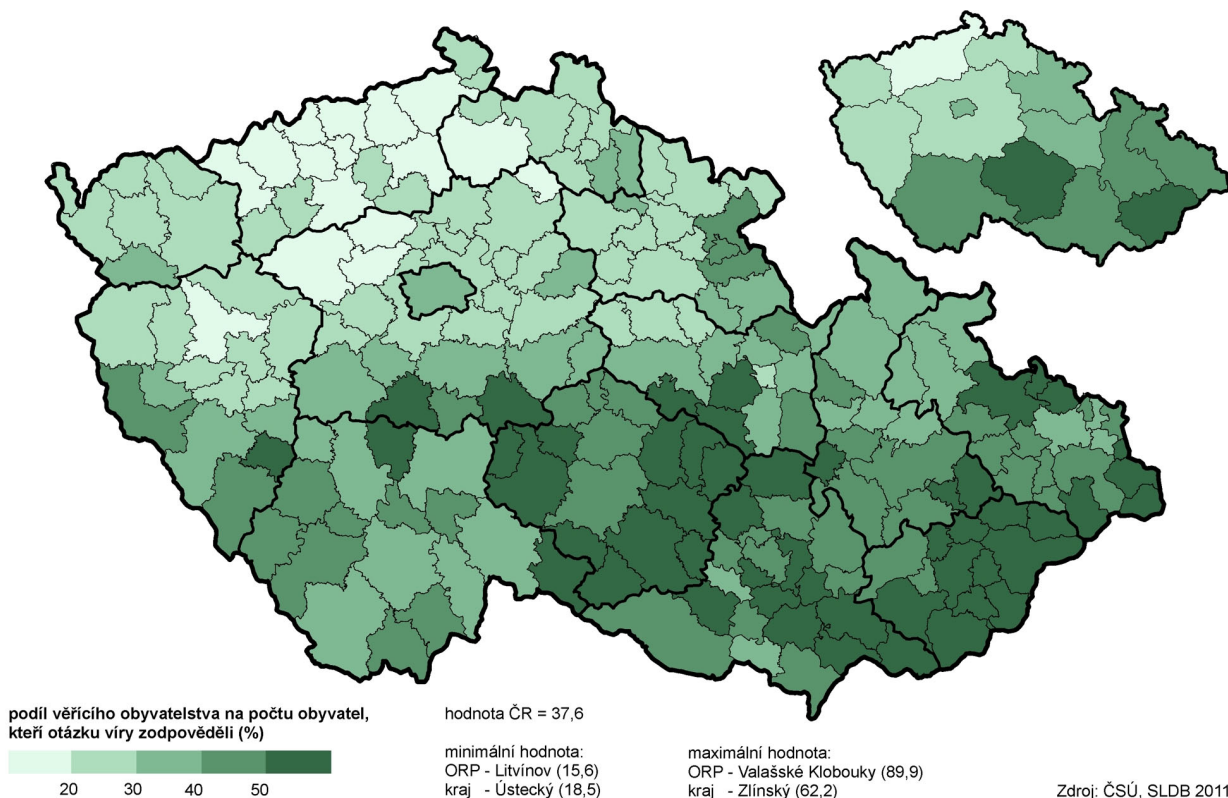 podíl věřícího obyvatelstva na počtu obyvatel,
kteří otázku víry zodpověděli (%)
20 30 40 50
hodnota ČR = 37,6
minimální hodnota:
ORP - Litvínov (15,6)
kraj - Ústecký (18,5)
maximální hodnota:
ORP - Valašské Klobouky (89,9)
kraj - Zlínský (62,2)
Zdroj: ČSÚ, SLDB 2011